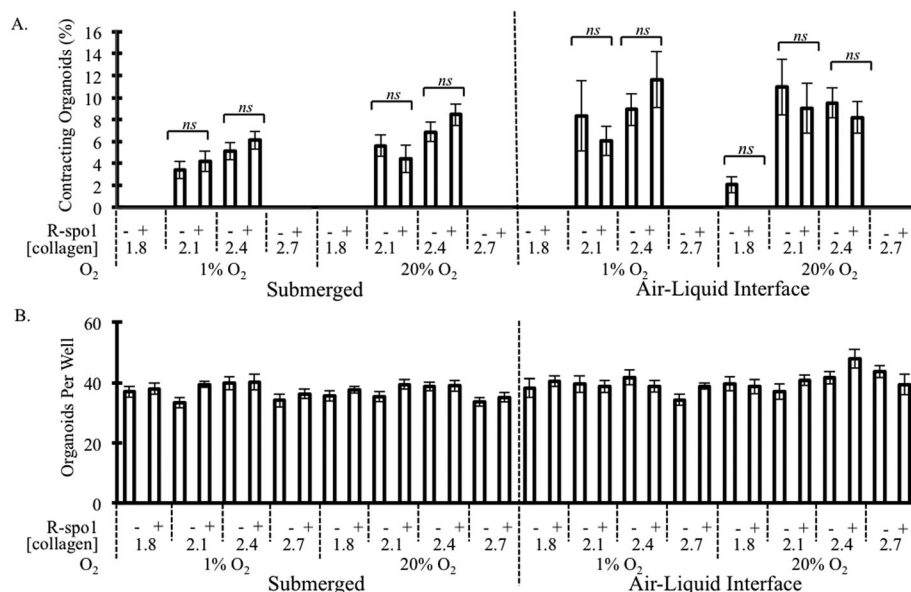 A.
Contracting Organoids (%)
16
14
12
10
8
6
4
2
0
ns ns ns ns ns ns ns ns ns
R-spo1 - + - + - + - + - + - + - + - + - + - + - + - + - + - + - + - +
[collagen] 1.8 2.1 2.4 2.7 1.8 2.1 2.4 2.7 1.8 2.1 2.4 2.7 1.8 2.1 2.4 2.7
O2 1% O2 20% O2 1% O2 20% O2
Submerged Air-Liquid Interface
B.
Organoids Per Well
60
40
20
0
R-spo1 - + - + - + - + - + - + - + - + - + - + - + - + - + - + - + - +
[collagen] 1.8 2.1 2.4 2.7 1.8 2.1 2.4 2.7 1.8 2.1 2.4 2.7 1.8 2.1 2.4 2.7
O2 1% O2 20% O2 1% O2 20% O2
Submerged Air-Liquid Interface